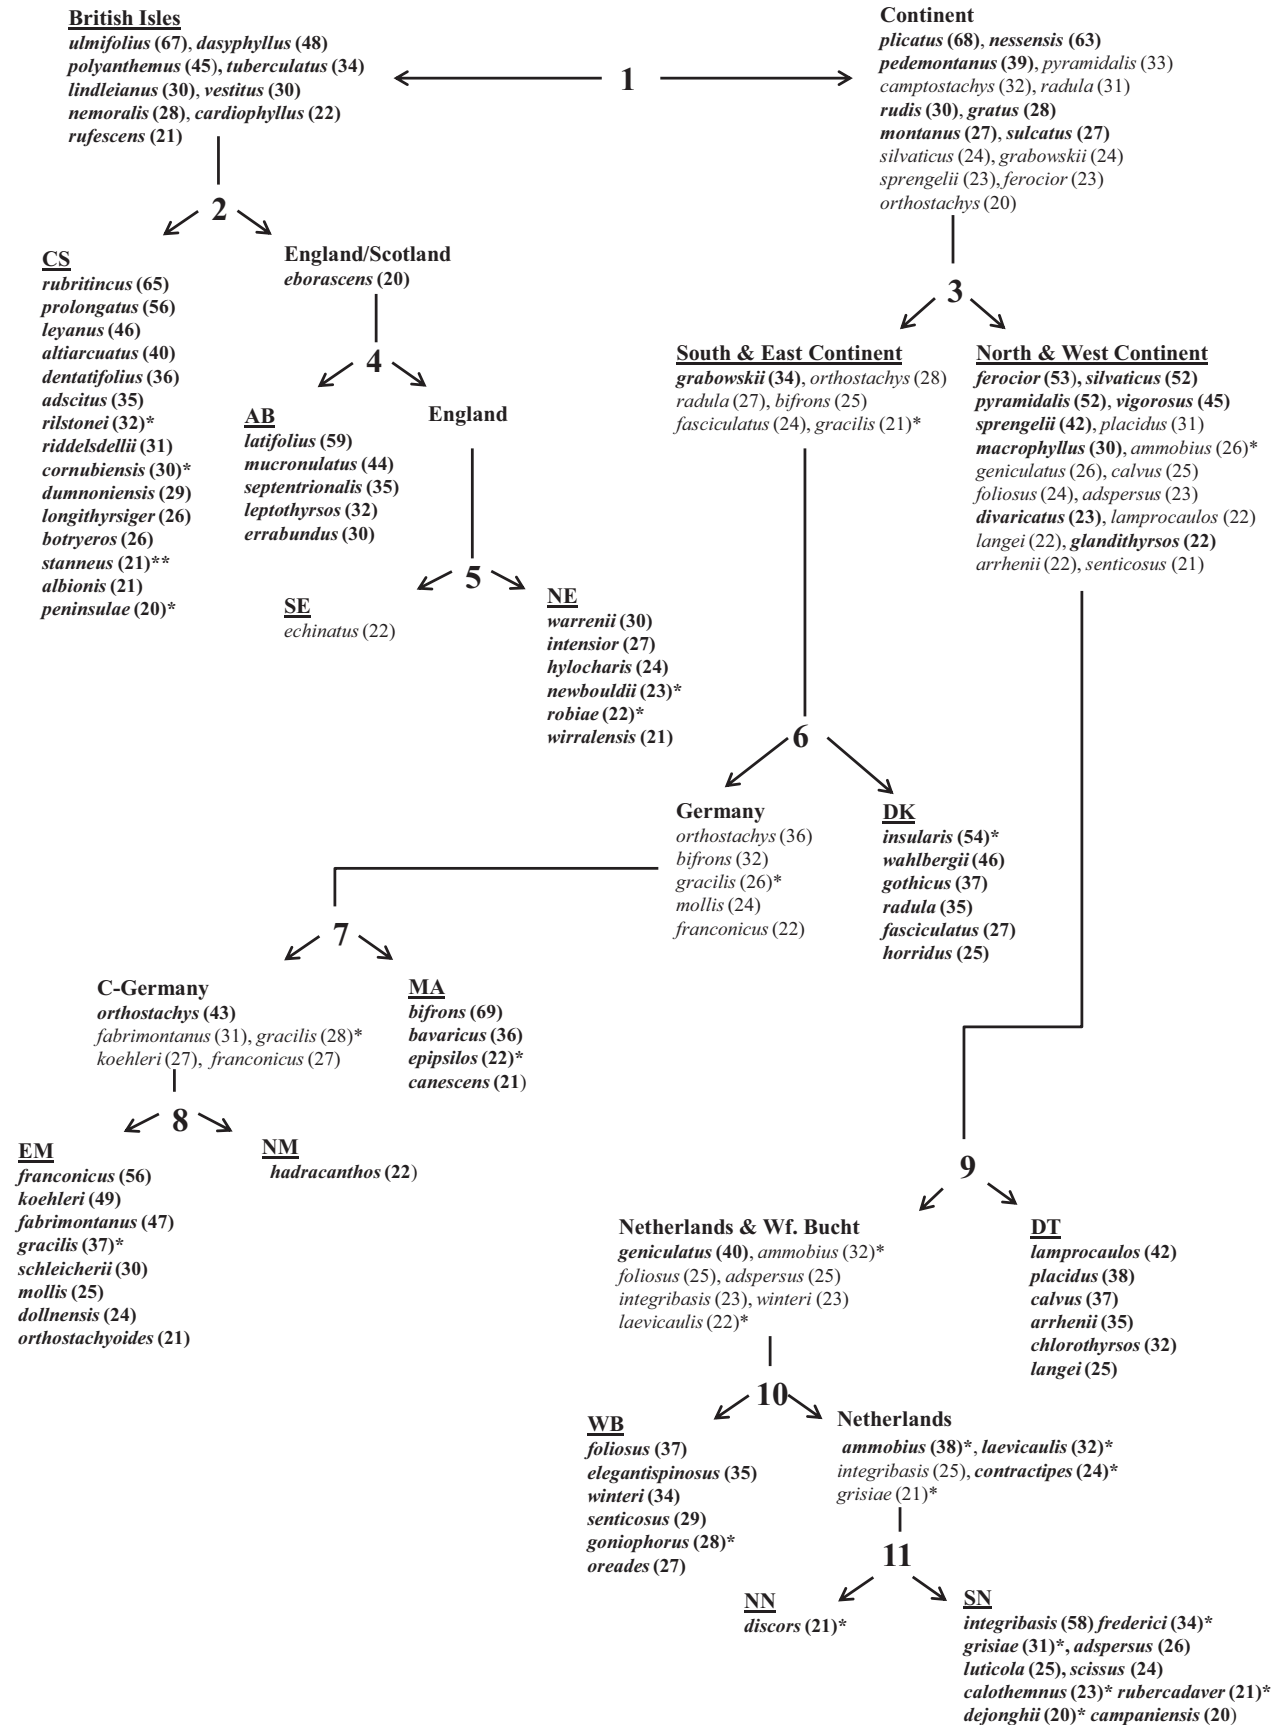 British Isles
ulmifolius (67), dasyphyllus (48)
polyanthemus (45), tuberculatus (34)
lindleianus (30), vestitus (30)
nemoralis (28), cardiophyllus (22)
rufescens (21)
1
Continent
plicatus (68), nessensis (63)
pedemontanus (39), pyramidalis (33)
camptostachys (32), radula (31)
rudis (30), gratus (28)
montanus (27), sulcatus (27)
silvaticus (24), grabowskii (24)
sprengelii (23), ferocior (23)
orthostachys (20)
2
CS
rubritincus (65)
prolongatus (56)
leyanus (46)
altiarcuatus (40)
dentatifolius (36)
adscitus (35)
rilstonei (32)*
riddelsdellii (31)
cornubiensis (30)*
dumnoniensis (29)
longithyrsiger (26)
botryeros (26)
stanneus (21)**
albionis (21)
peninsulae (20)*
England/Scotland
eborascens (20)
4
AB
latifolius (59)
mucronulatus (44)
septentrionalis (35)
leptothyrsos (32)
errabundus (30)
England
5
SE
echinatus (22)
NE
warrenii (30)
intensior (27)
hylocharis (24)
newbouldii (23)*
robiae (22)*
wirralensis (21)
3
South & East Continent
grabowskii (34), orthostachys (28)
radula (27), bifrons (25)
fasciculatus (24), gracilis (21)*
North & West Continent
ferocior (53), silvaticus (52)
pyramidalis (52), vigorosus (45)
sprengelii (42), placidus (31)
macrophyllus (30), ammobius (26)*
geniculatus (26), calvus (25)
foliosus (24), adspersus (23)
divaricatus (23), lamprocaulos (22)
langei (22), glandithyrsos (22)
arrhenii (22), senticosus (21)
6
Germany
orthostachys (36)
bifrons (32)
gracilis (26)*
mollis (24)
franconicus (22)
DK
insularis (54)*
wahlbergii (46)
gothicus (37)
radula (35)
fasciculatus (27)
horridus (25)
7
C-Germany
orthostachys (43)
fabrimontanus (31), gracilis (28)*
koehleri (27), franconicus (27)
MA
bifrons (69)
bavaricus (36)
epipsilos (22)*
canescens (21)
8
EM
franconicus (56)
koehleri (49)
fabrimontanus (47)
gracilis (37)*
schleicherii (30)
mollis (25)
dollnensis (24)
orthostachyoides (21)
NM
hadracanthos (22)
9
Netherlands & Wf. Bucht
geniculatus (40), ammobius (32)*
foliosus (25), adspersus (25)
integribasis (23), winteri (23)
laevicaulis (22)*
DT
lamprocaulos (42)
placidus (38)
calvus (37)
arrhenii (35)
chlorothyrsos (32)
langei (25)
10
WB
foliosus (37)
elegantispinosus (35)
winteri (34)
senticosus (29)
goniophorus (28)*
oreades (27)
Netherlands
ammobius (38)*, laevicaulis (32)*
integribasis (25), contractipes (24)*
grisiae (21)*
11
NN
discors (21)*
SN
integribasis (58) frederici (34)*
grisiae (31)*, adspersus (26)
luticola (25), scissus (24)
calothemnus (23)* rubercadaver (21)*
dejonghii (20)* campaniensis (20)